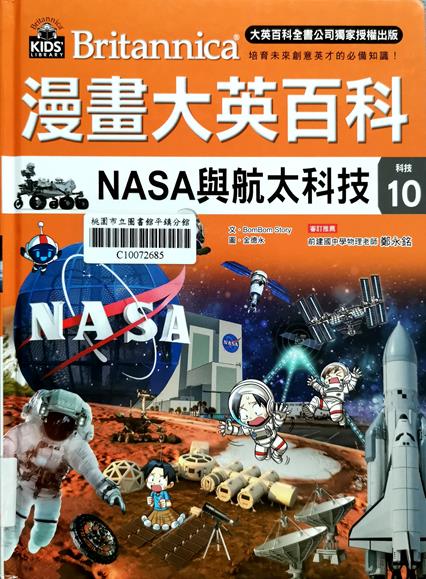 Britannica
KIDS'
LIBRARY
Britannica®
大英百科全書公司獨家授權出版
培育未來創意英才的必備知識！
漫畫大英百科
科技
10
NASA與航太科技
桃園市立圖書館平鎮分館
C10072685
文・BomBom Story
圖・金德永
審訂推薦
前建國中學物理老師 鄭永銘
NASA
NASA